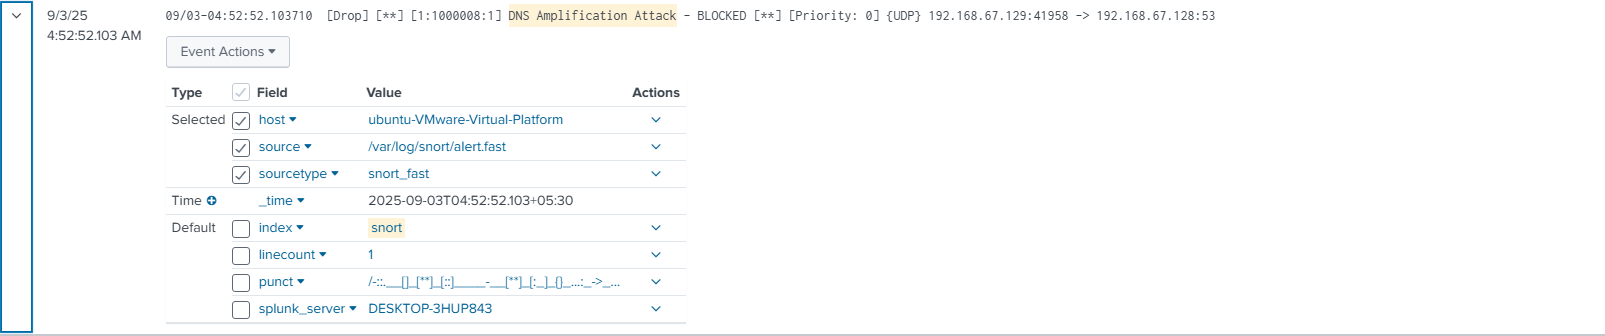 9/3/25 09/03-04:52:52.103710 [Drop] [**] [1:1000008:1] DNS Amplification Attack - BLOCKED [**] [Priority: 0] {UDP} 192.168.67.129:41958 -> 192.168.67.128:53
4:52:52.103 AM
Event Actions
Type Field Value Actions
Selected host ubuntu-VMware-Virtual-Platform
source /var/log/snort/alert.fast
sourcetype snort_fast
Time _time 2025-09-03T04:52:52.103+05:30
Default index snort
linecount 1
punct /-::.__[]_[**]_[::]____-__[**]_[:_]_{}_...:_->_...
splunk_server DESKTOP-3HUP843